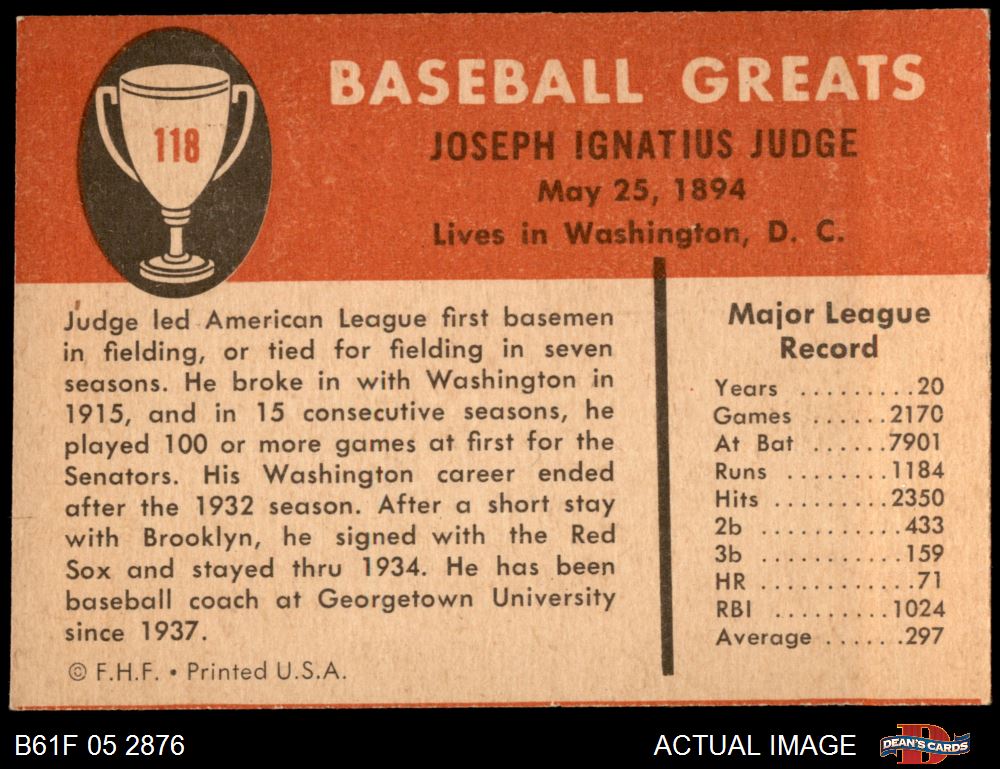 118
BASEBALL GREATS
JOSEPH IGNATIUS JUDGE
May 25, 1894
Lives in Washington, D. C.
Judge led American League first basemen
in fielding, or tied for fielding in seven
seasons. He broke in with Washington in
1915, and in 15 consecutive seasons, he
played 100 or more games at first for the
Senators. His Washington career ended
after the 1932 season. After a short stay
with Brooklyn, he signed with the Red
Sox and stayed thru 1934. He has been
baseball coach at Georgetown University
since 1937.
© F.H.F. • Printed U.S.A.
Major League
Record
Years .........20
Games ......2170
At Bat ......7901
Runs .........1184
Hits .........2350
2b ............433
3b ............159
HR ............71
RBI .........1024
Average ......297
B61F 05 2876
ACTUAL IMAGE
B
DEAN'S CARDS